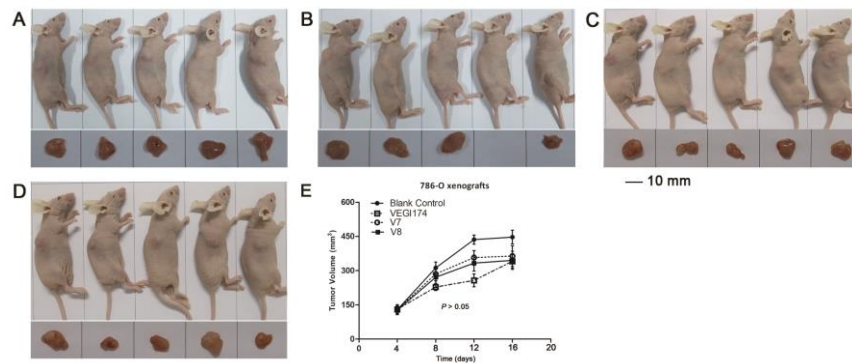 A
B
C
10 mm
D
E
786-O xenografts
Blank Control
VEGI174
V7
V8
Tumor Volume (mm³)
600
450
300
150
0
P > 0.05
4
8
12
16
0
Time (days)